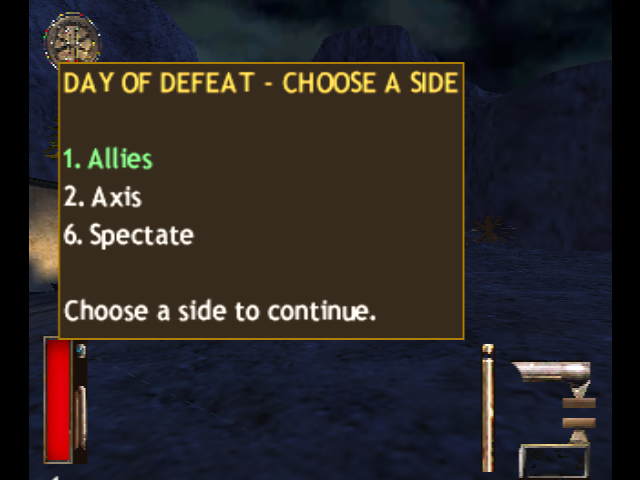 DAY OF DEFEAT - CHOOSE A SIDE
1. Allies
2. Axis
6. Spectate
Choose a side to continue.